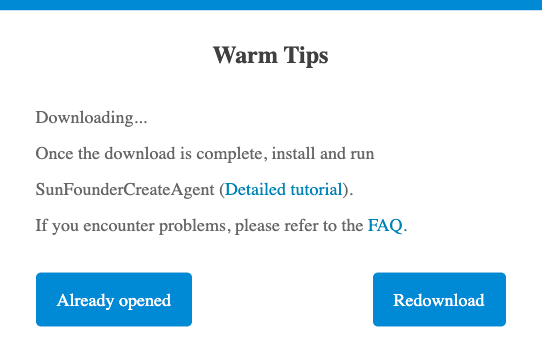 Warm Tips
Downloading...
Once the download is complete, install and run
SunFounderCreateAgent (Detailed tutorial).
If you encounter problems, please refer to the FAQ.
Already opened
Redownload